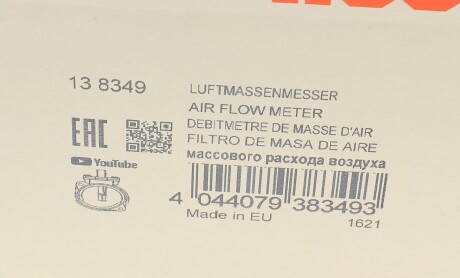 13 8349
LUFTMASSENMESSER
AIR FLOW METER
DEBITMETRE DE MASSE D'AIR
FILTRO DE MASA DE AIRE
массового расхода воздуха
EAC
YouTube
4 044079 383493
Made in EU
1621